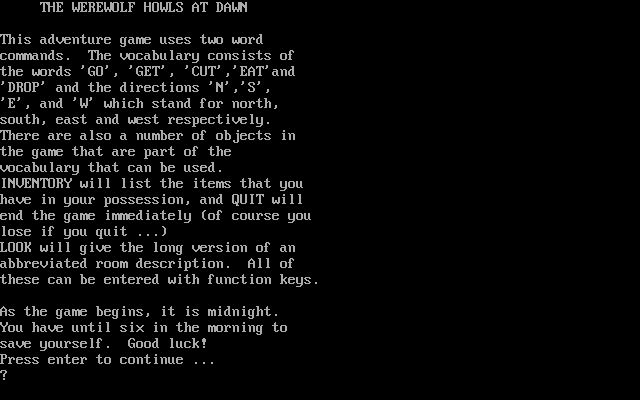 THE WEREWOLF HOWLS AT DAWN
This adventure game uses two word
commands.  The vocabulary consists of
the words 'GO', 'GET', 'CUT','EAT'and
'DROP' and the directions 'N','S',
'E', and 'W' which stand for north,
south, east and west respectively.
There are also a number of objects in
the game that are part of the
vocabulary that can be used.
INVENTORY will list the items that you
have in your possession, and QUIT will
end the game immediately (of course you
lose if you quit ...)
LOOK will give the long version of an
abbreviated room description.  All of
these can be entered with function keys.
As the game begins, it is midnight.
You have until six in the morning to
save yourself.  Good luck!
Press enter to continue ...
?